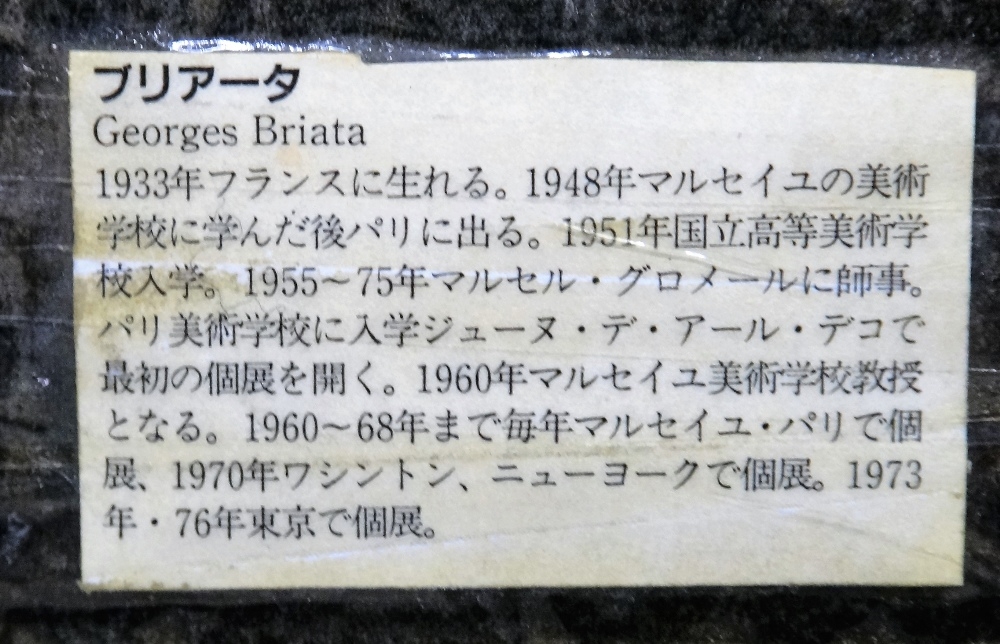 ブリアータ
Georges Briata
1933年フランスに生れる。1948年マルセイユの美術
学校に学んだ後パリに出る。1951年国立高等美術学
校入学。1955〜75年マルセル・グロメールに師事。
パリ美術学校に入学ジューヌ・デ・アール・デコで
最初の個展を開く。1960年マルセイユ美術学校教授
となる。1960〜68年まで毎年マルセイユ・パリで個
展、1970年ワシントン、ニューヨークで個展。1973
年・76年東京で個展。